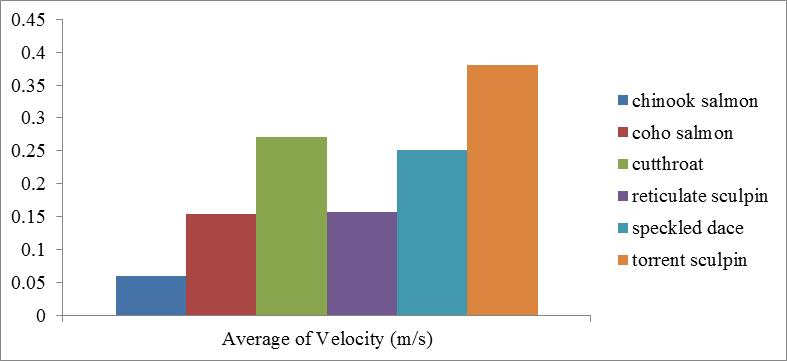 0.45
0.4
0.35
0.3
0.25
0.2
0.15
0.1
0.05
0
Average of Velocity (m/s)
chinook salmon
coho salmon
cutthroat
reticulate sculpin
speckled dace
torrent sculpin